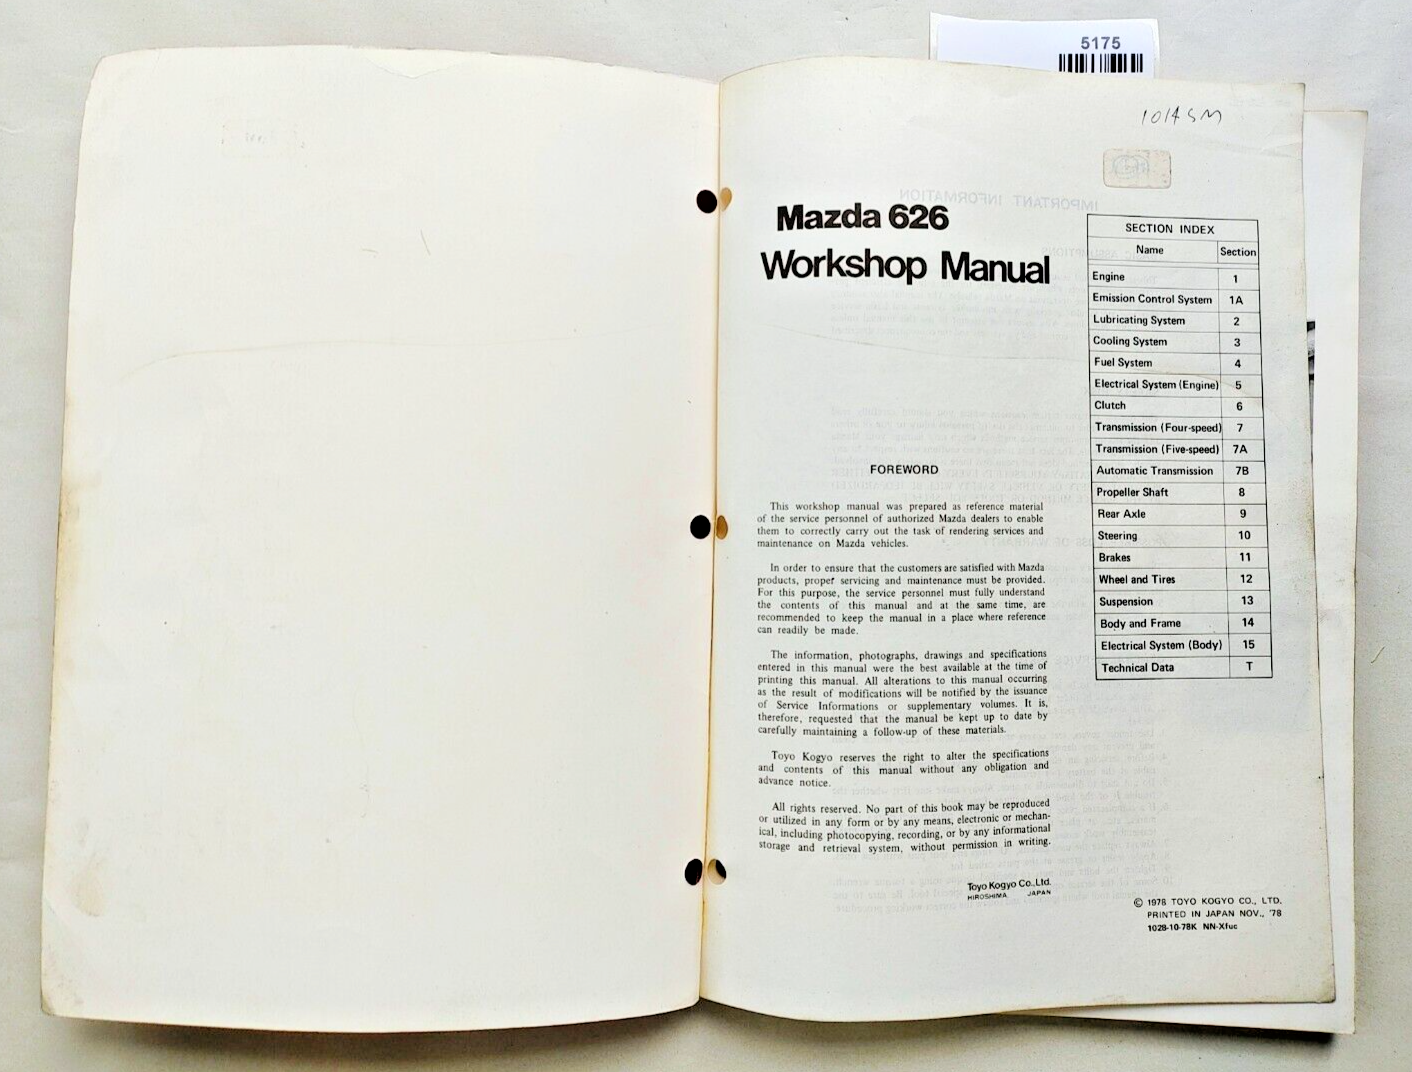 5175
Mazda 626
Workshop Manual
SECTION INDEX
Name Section
Engine 1
Emission Control System 1A
Lubricating System 2
Cooling System 3
Fuel System 4
Electrical System (Engine) 5
Clutch 6
Transmission (Four-speed) 7
Transmission (Five-speed) 7A
Automatic Transmission 7B
Propeller Shaft 8
Rear Axle 9
Steering 10
Brakes 11
Wheel and Tires 12
Suspension 13
Body and Frame 14
Electrical System (Body) 15
Technical Data T
FOREWORD
This workshop manual was prepared as reference material
of the service personnel of authorized Mazda dealers to enable
them to correctly carry out the task of rendering services and
maintenance on Mazda vehicles.
In order to ensure that the customers are satisfied with Mazda
products, proper servicing and maintenance must be provided.
For this purpose, the service personnel must fully understand
the contents of this manual and at the same time, are
recommended to keep the manual in a place where reference
can readily be made.
The information, photographs, drawings and specifications
entered in this manual were the best available at the time of
printing this manual. All alterations to this manual occurring
as the result of modifications will be notified by the issuance
of Service Informations or supplementary volumes. It is,
therefore, requested that the manual be kept up to date by
carefully maintaining a follow-up of these materials.
Toyo Kogyo reserves the right to alter the specifications
and contents of this manual without any obligation and
advance notice.
All rights reserved. No part of this book may be reproduced
or utilized in any form or by any means, electronic or mechan-
ical, including photocopying, recording, or by any informational
storage and retrieval system, without permission in writing.
Toyo Kogyo Co.,Ltd.
HIROSHIMA JAPAN
© 1978 TOYO KOGYO CO., LTD.
PRINTED IN JAPAN NOV., '78
1028-10-78K NN-Xfuc